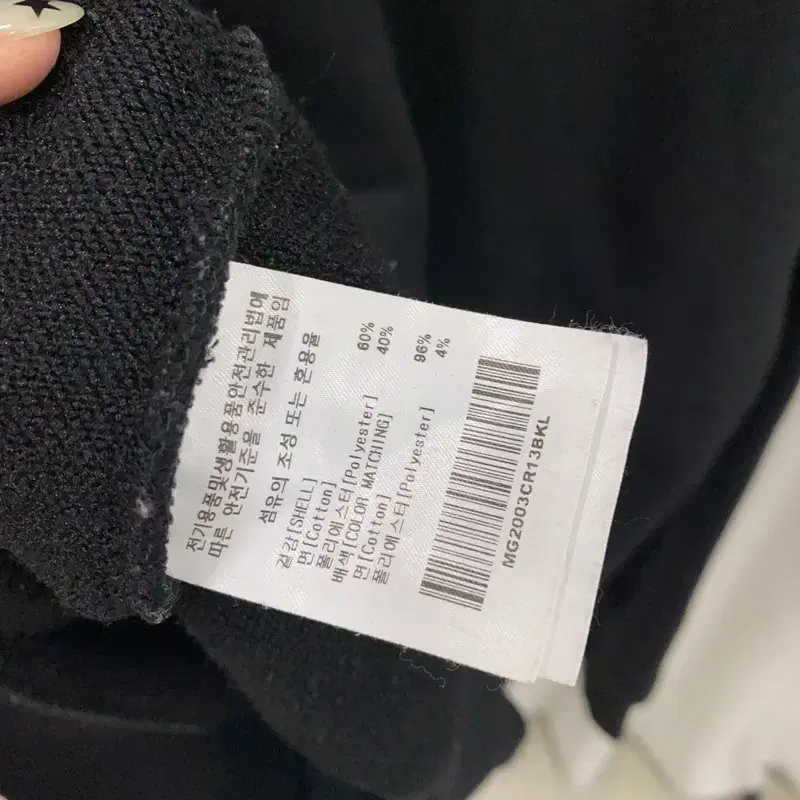 전기용품및생활용품안전관리법에
따른 안전기준을 준수한 제품임
섬유의 조성 또는 혼용율
겉감[SHELL]
면[Cotton] 60%
폴리에스터[Polyester] 40%
배색[COLOR MATCHING]
면[Cotton] 96%
폴리에스터[Polyester] 4%
MG2003CR13BKL